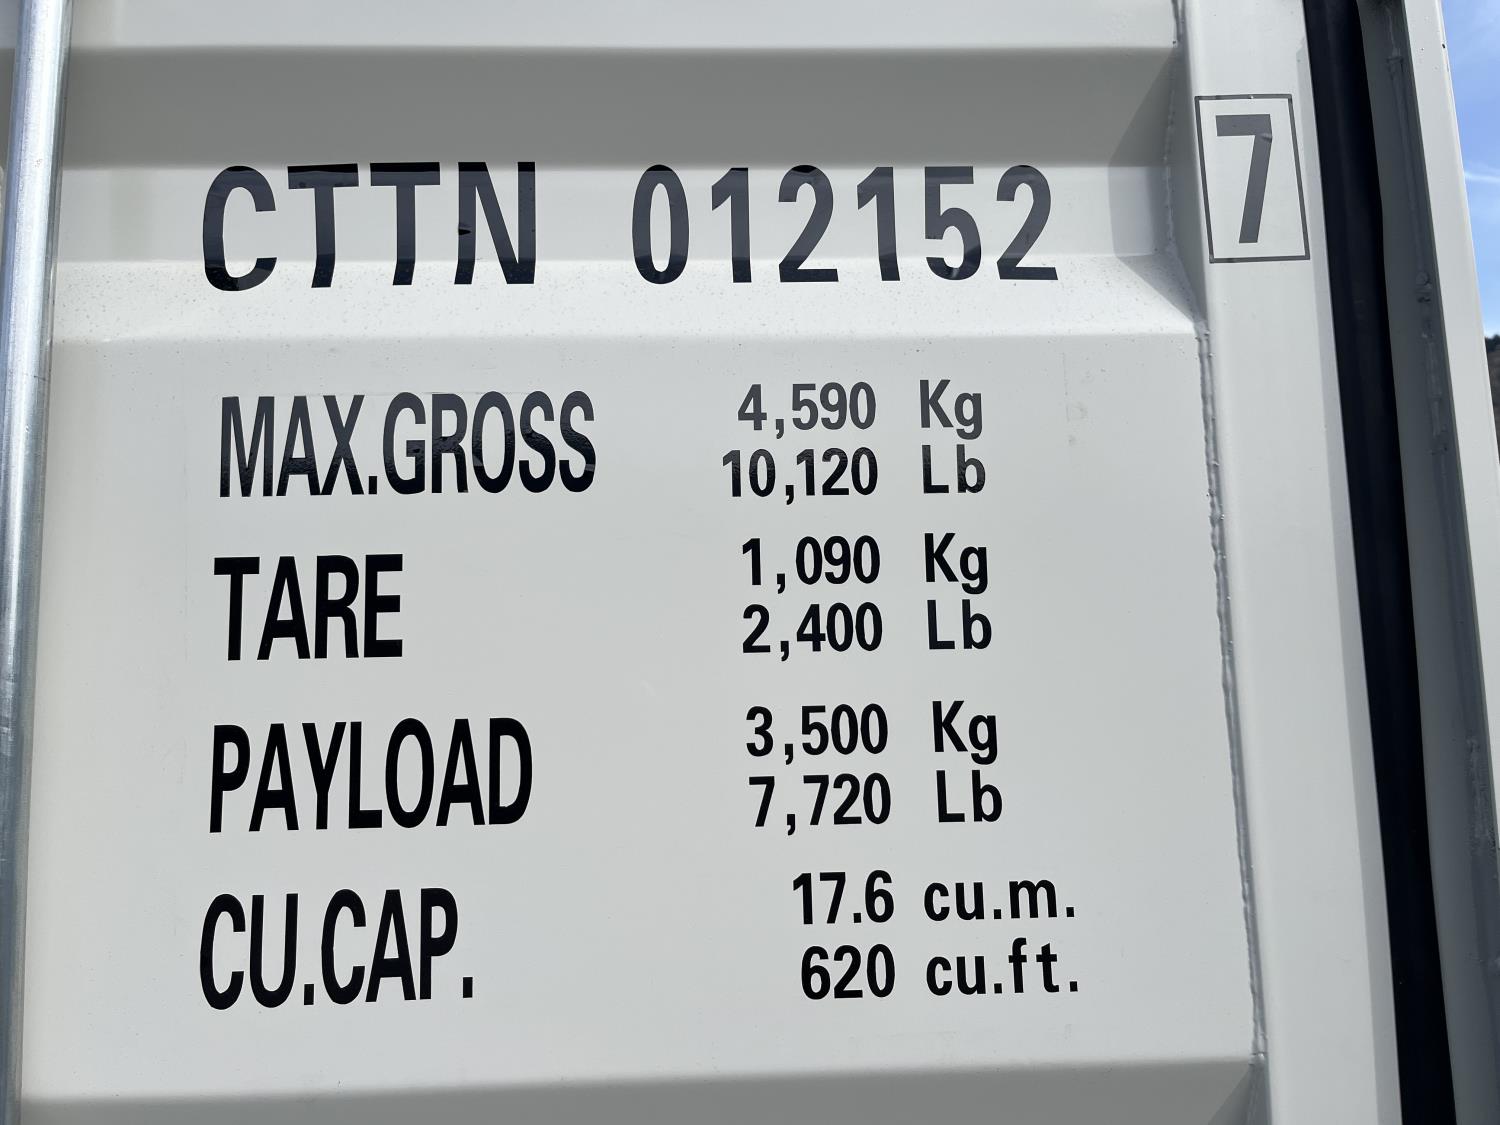 CTTN 012152 7
MAX.GROSS 4,590 Kg
10,120 Lb
TARE 1,090 Kg
2,400 Lb
PAYLOAD 3,500 Kg
7,720 Lb
CU.CAP. 17.6 cu.m.
620 cu.ft.